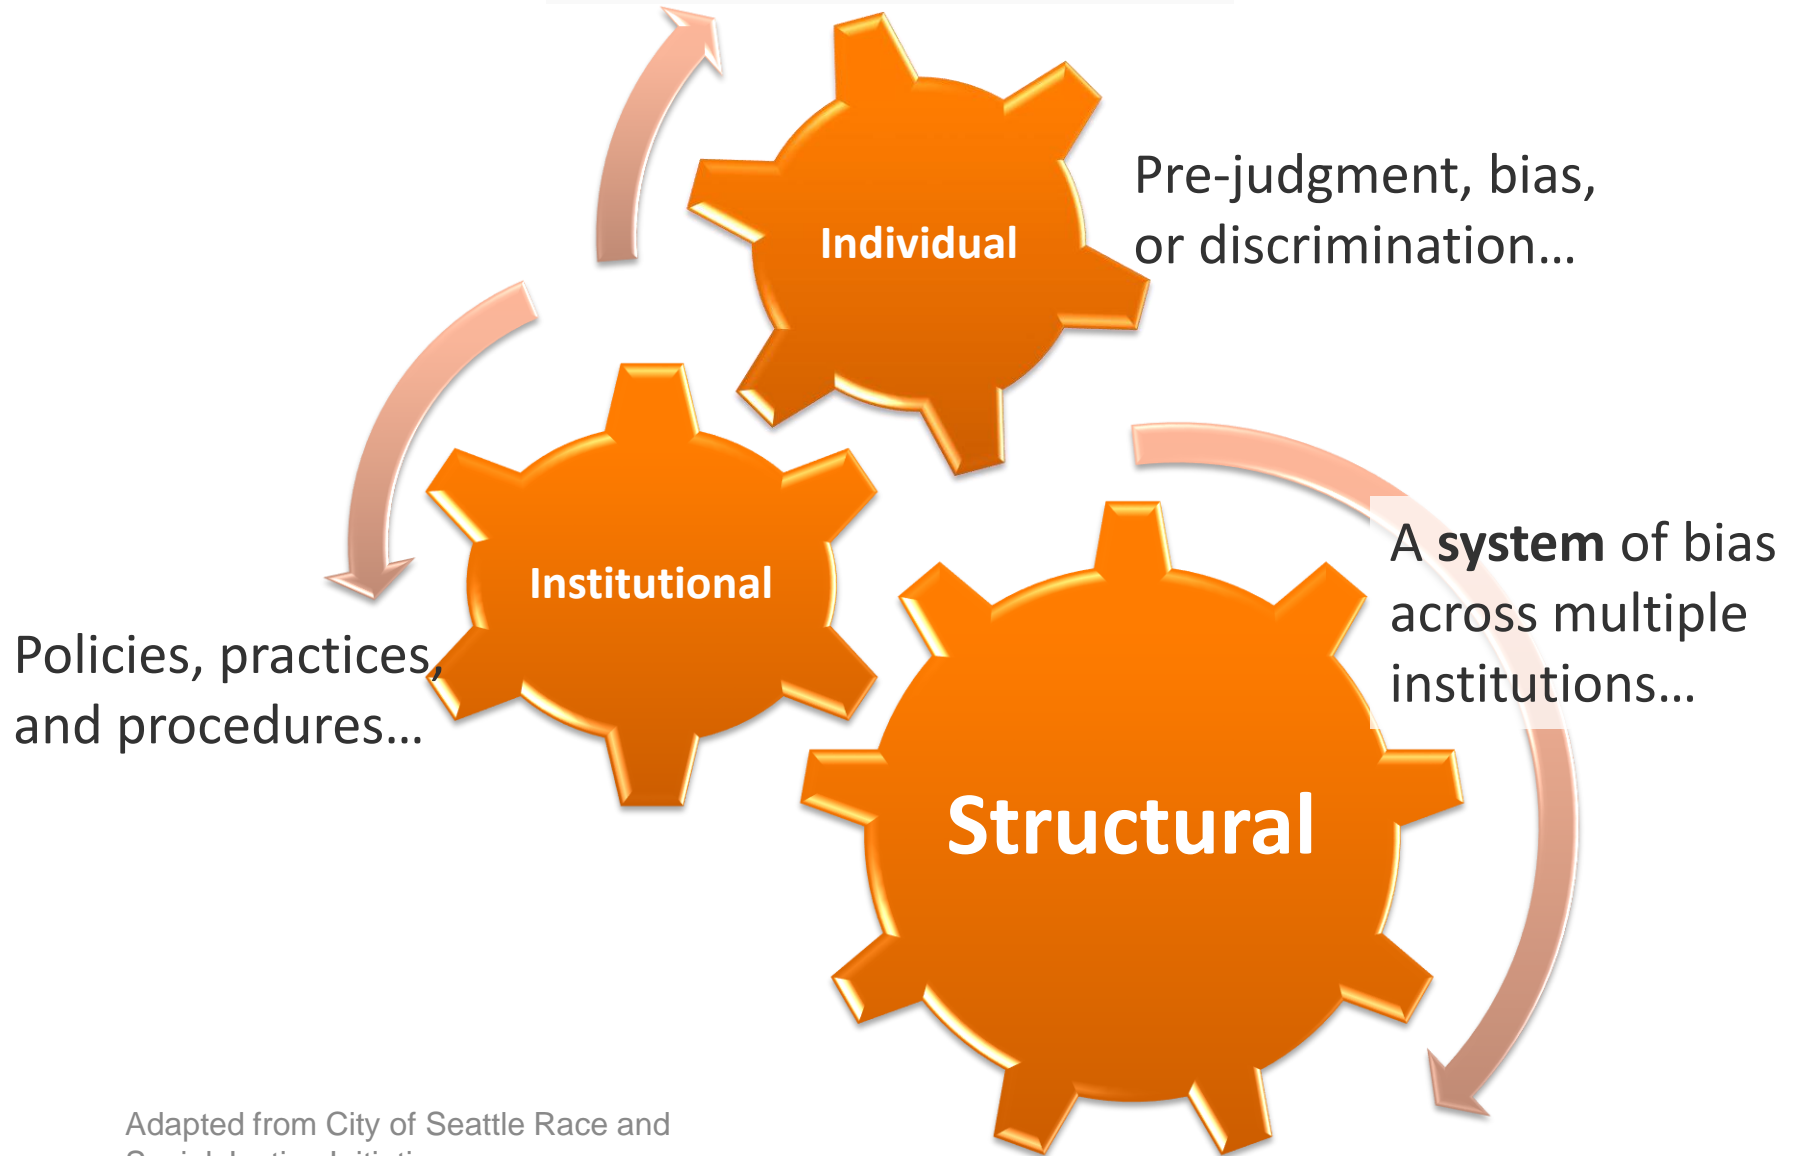 Individual
Pre-judgment, bias,
or discrimination…
Institutional
Policies, practices,
and procedures…
A system of bias
across multiple
institutions…
Structural
Adapted from City of Seattle Race and